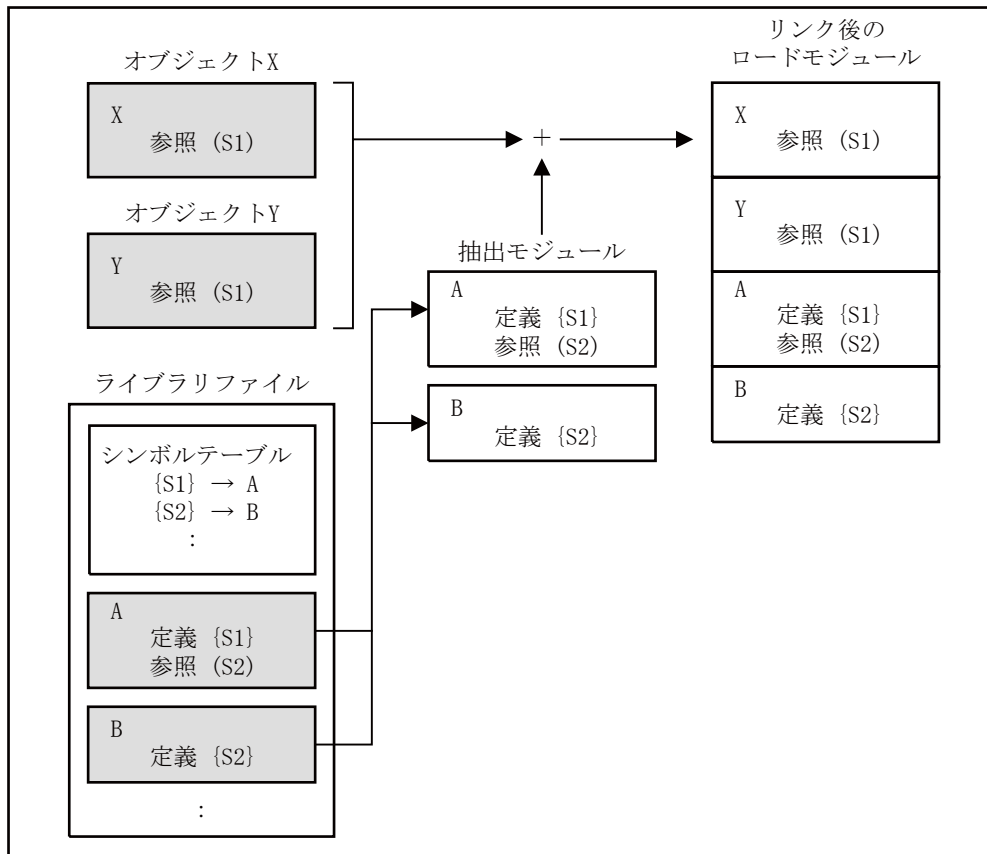 オブジェクトX
X
参照 (S1)
オブジェクトY
Y
参照 (S1)
ライブラリファイル
シンボルテーブル
{S1} → A
{S2} → B
:
A
定義 {S1}
参照 (S2)
B
定義 {S2}
:
+
抽出モジュール
A
定義 {S1}
参照 (S2)
B
定義 {S2}
リンク後の
ロードモジュール
X
参照 (S1)
Y
参照 (S1)
A
定義 {S1}
参照 (S2)
B
定義 {S2}